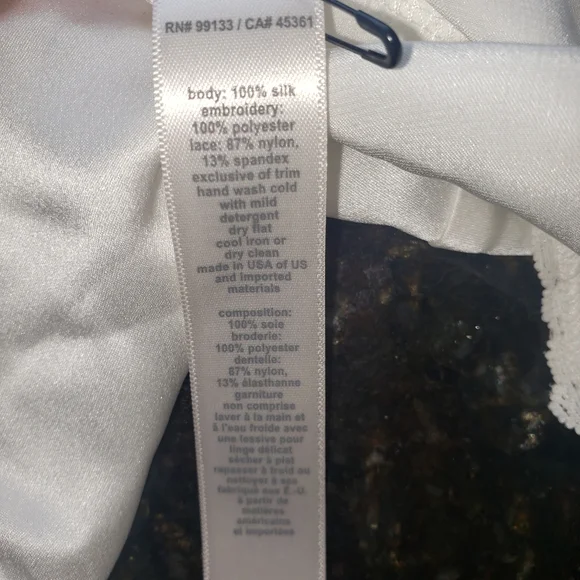 RN# 99133 / CA# 45361
body: 100% silk
embroidery:
100% polyester
lace: 87% nylon,
13% spandex
exclusive of trim
hand wash cold
with mild
detergent
dry flat
cool iron or
dry clean
made in USA of US
and imported
materials
composition:
100% soie
broderie:
100% polyester
dentelle:
87% nylon,
13% élasthanne
garniture
non comprise
laver à la main et
à l'eau froide avec
une lessive pour
linge délicat
sécher à plat
repasser à froid ou
nettoyer à sec
fabriqué aux É.-U.
à partir de
matières
américains
et importées